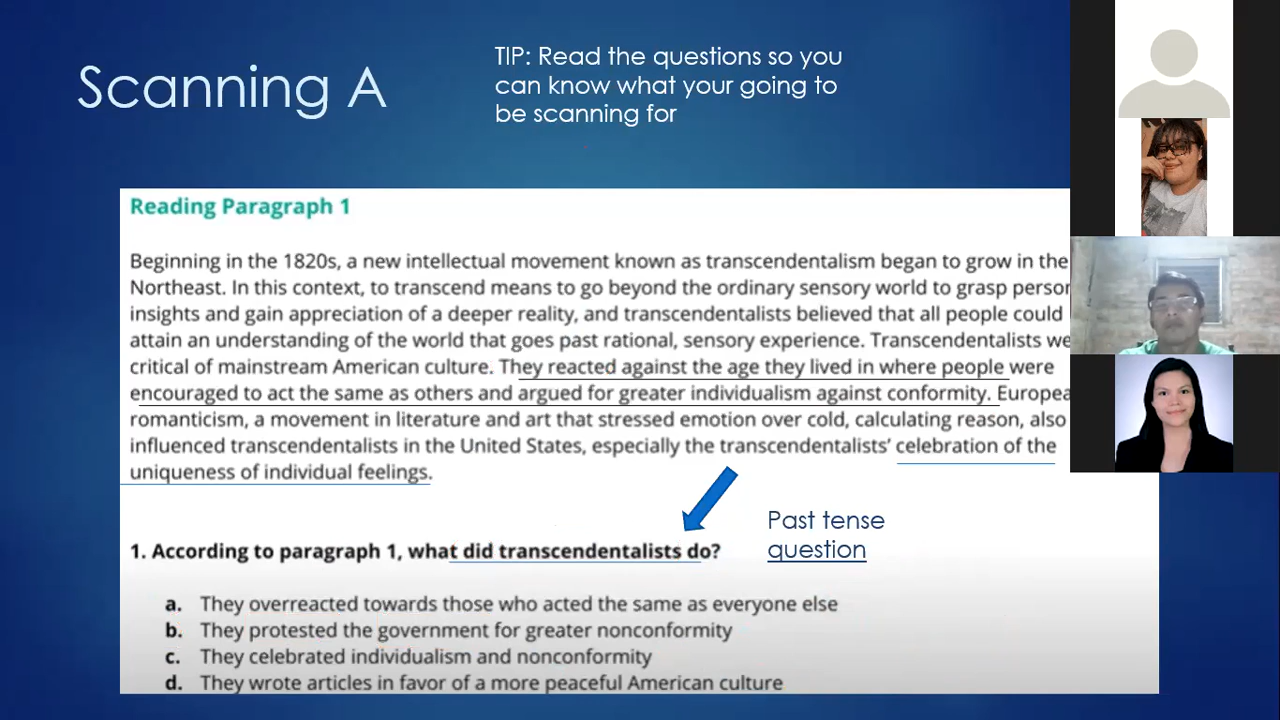 Scanning A
TIP: Read the questions so you
can know what your going to
be scanning for
Reading Paragraph 1
Beginning in the 1820s, a new intellectual movement known as transcendentalism began to grow in the
Northeast. In this context, to transcend means to go beyond the ordinary sensory world to grasp person
insights and gain appreciation of a deeper reality, and transcendentalists believed that all people could
attain an understanding of the world that goes past rational, sensory experience. Transcendentalists we
critical of mainstream American culture. They reacted against the age they lived in where people were
encouraged to act the same as others and argued for greater individualism against conformity. Europea
romanticism, a movement in literature and art that stressed emotion over cold, calculating reason, also
influenced transcendentalists in the United States, especially the transcendentalists’ celebration of the
uniqueness of individual feelings.
1. According to paragraph 1, what did transcendentalists do?
Past tense
question
a. They overreacted towards those who acted the same as everyone else
b. They protested the government for greater nonconformity
c. They celebrated individualism and nonconformity
d. They wrote articles in favor of a more peaceful American culture